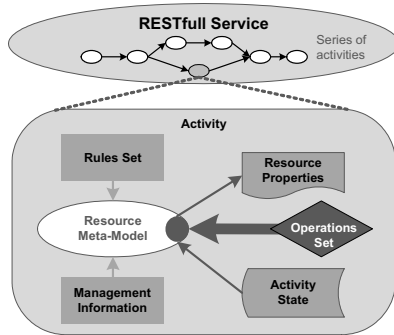 RESTfull Service
Series of
activities
Activity
Rules Set
Resource
Properties
Resource
Meta-Model
Operations
Set
Management
Information
Activity
State